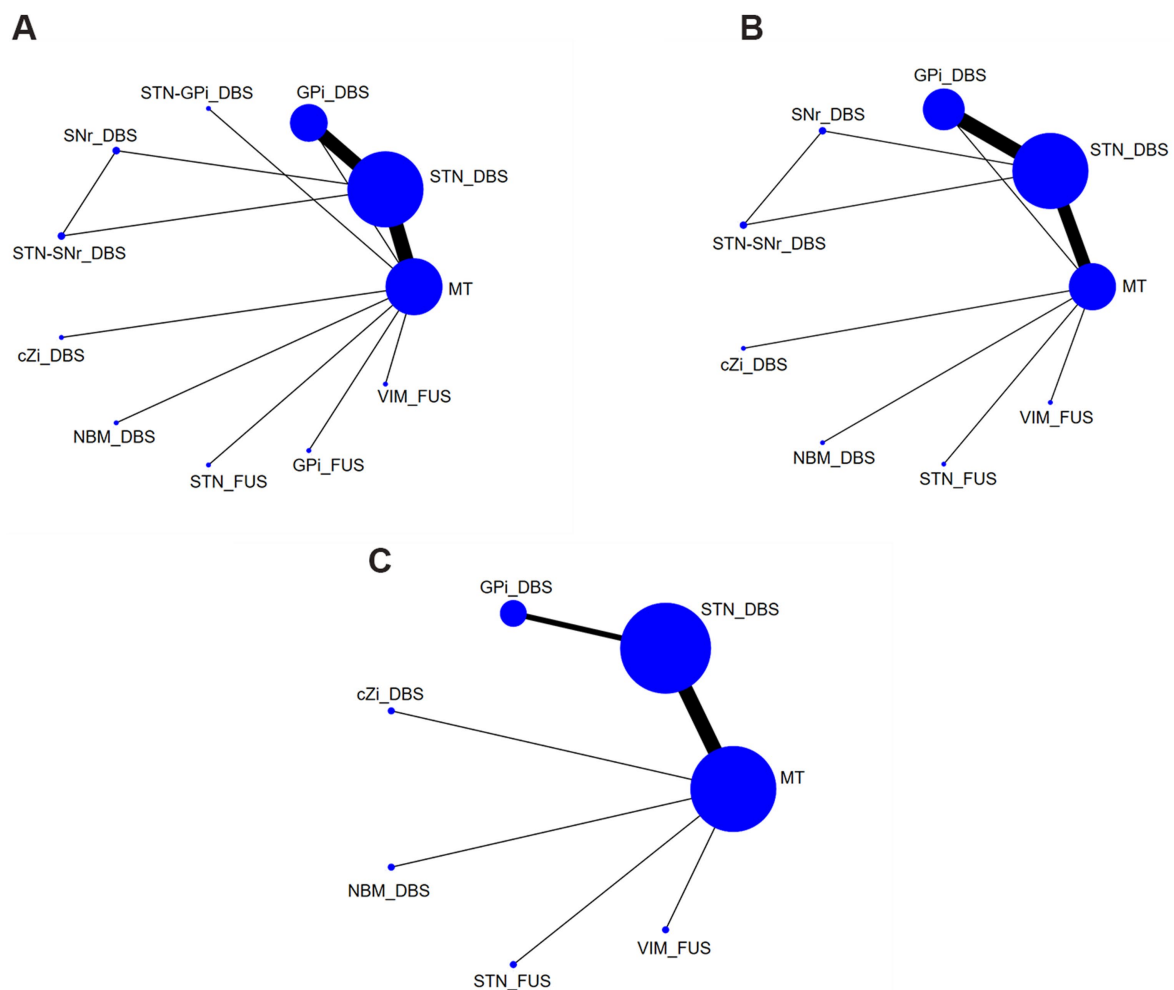 A
STN-GPi_DBS
GPi_DBS
SNr_DBS
STN_DBS
STN-SNr_DBS
MT
cZi_DBS
VIM_FUS
NBM_DBS
GPi_FUS
STN_FUS
B
GPi_DBS
SNr_DBS
STN_DBS
STN-SNr_DBS
MT
cZi_DBS
VIM_FUS
NBM_DBS
STN_FUS
C
GPi_DBS
STN_DBS
cZi_DBS
MT
NBM_DBS
VIM_FUS
STN_FUS